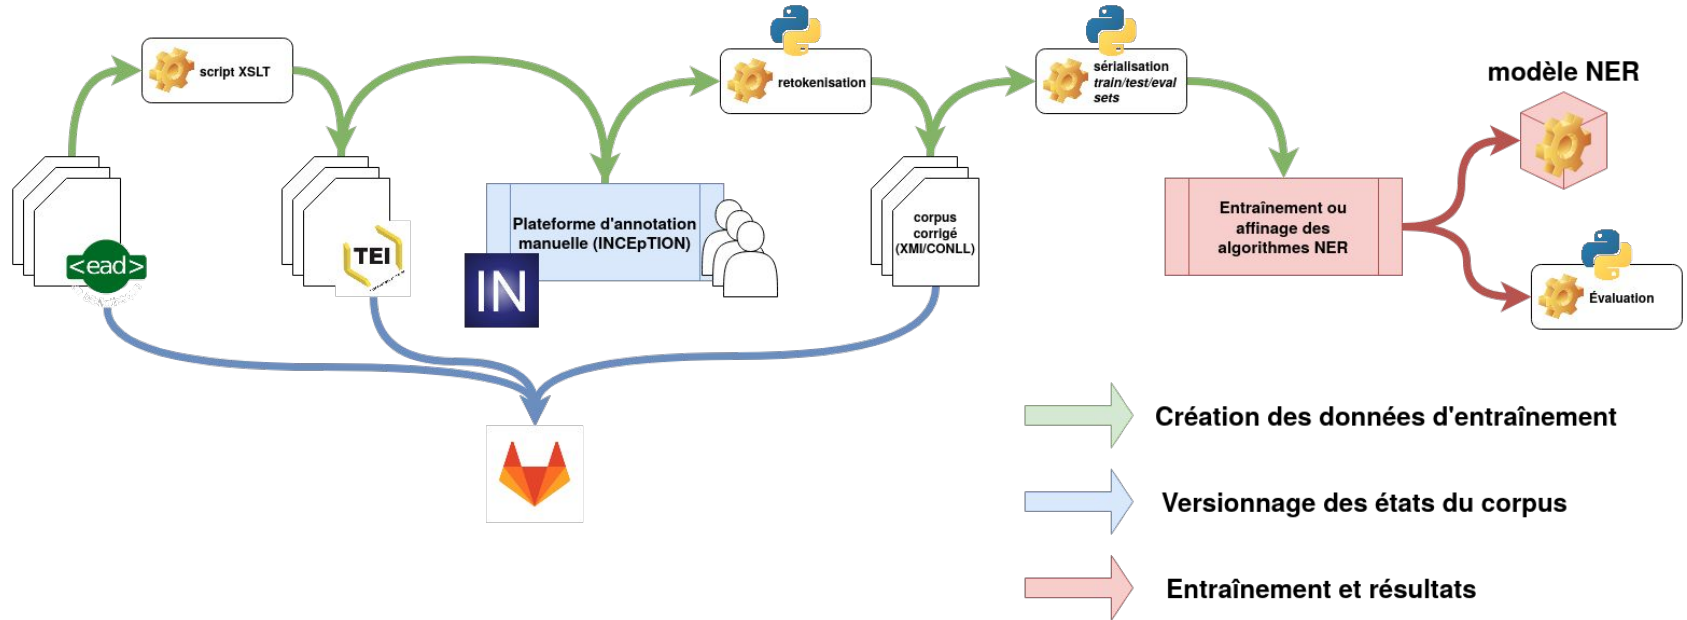 script XSLT
retokenisation
sérialisation
train/test/eval
sets
modèle NER
<ead>
TEI
Plateforme d'annotation
manuelle (INCEpTION)
IN
corpus
corrigé
(XMI/CONLL)
Entraînement ou
affinage des
algorithmes NER
Évaluation
Création des données d'entraînement
Versionnage des états du corpus
Entraînement et résultats